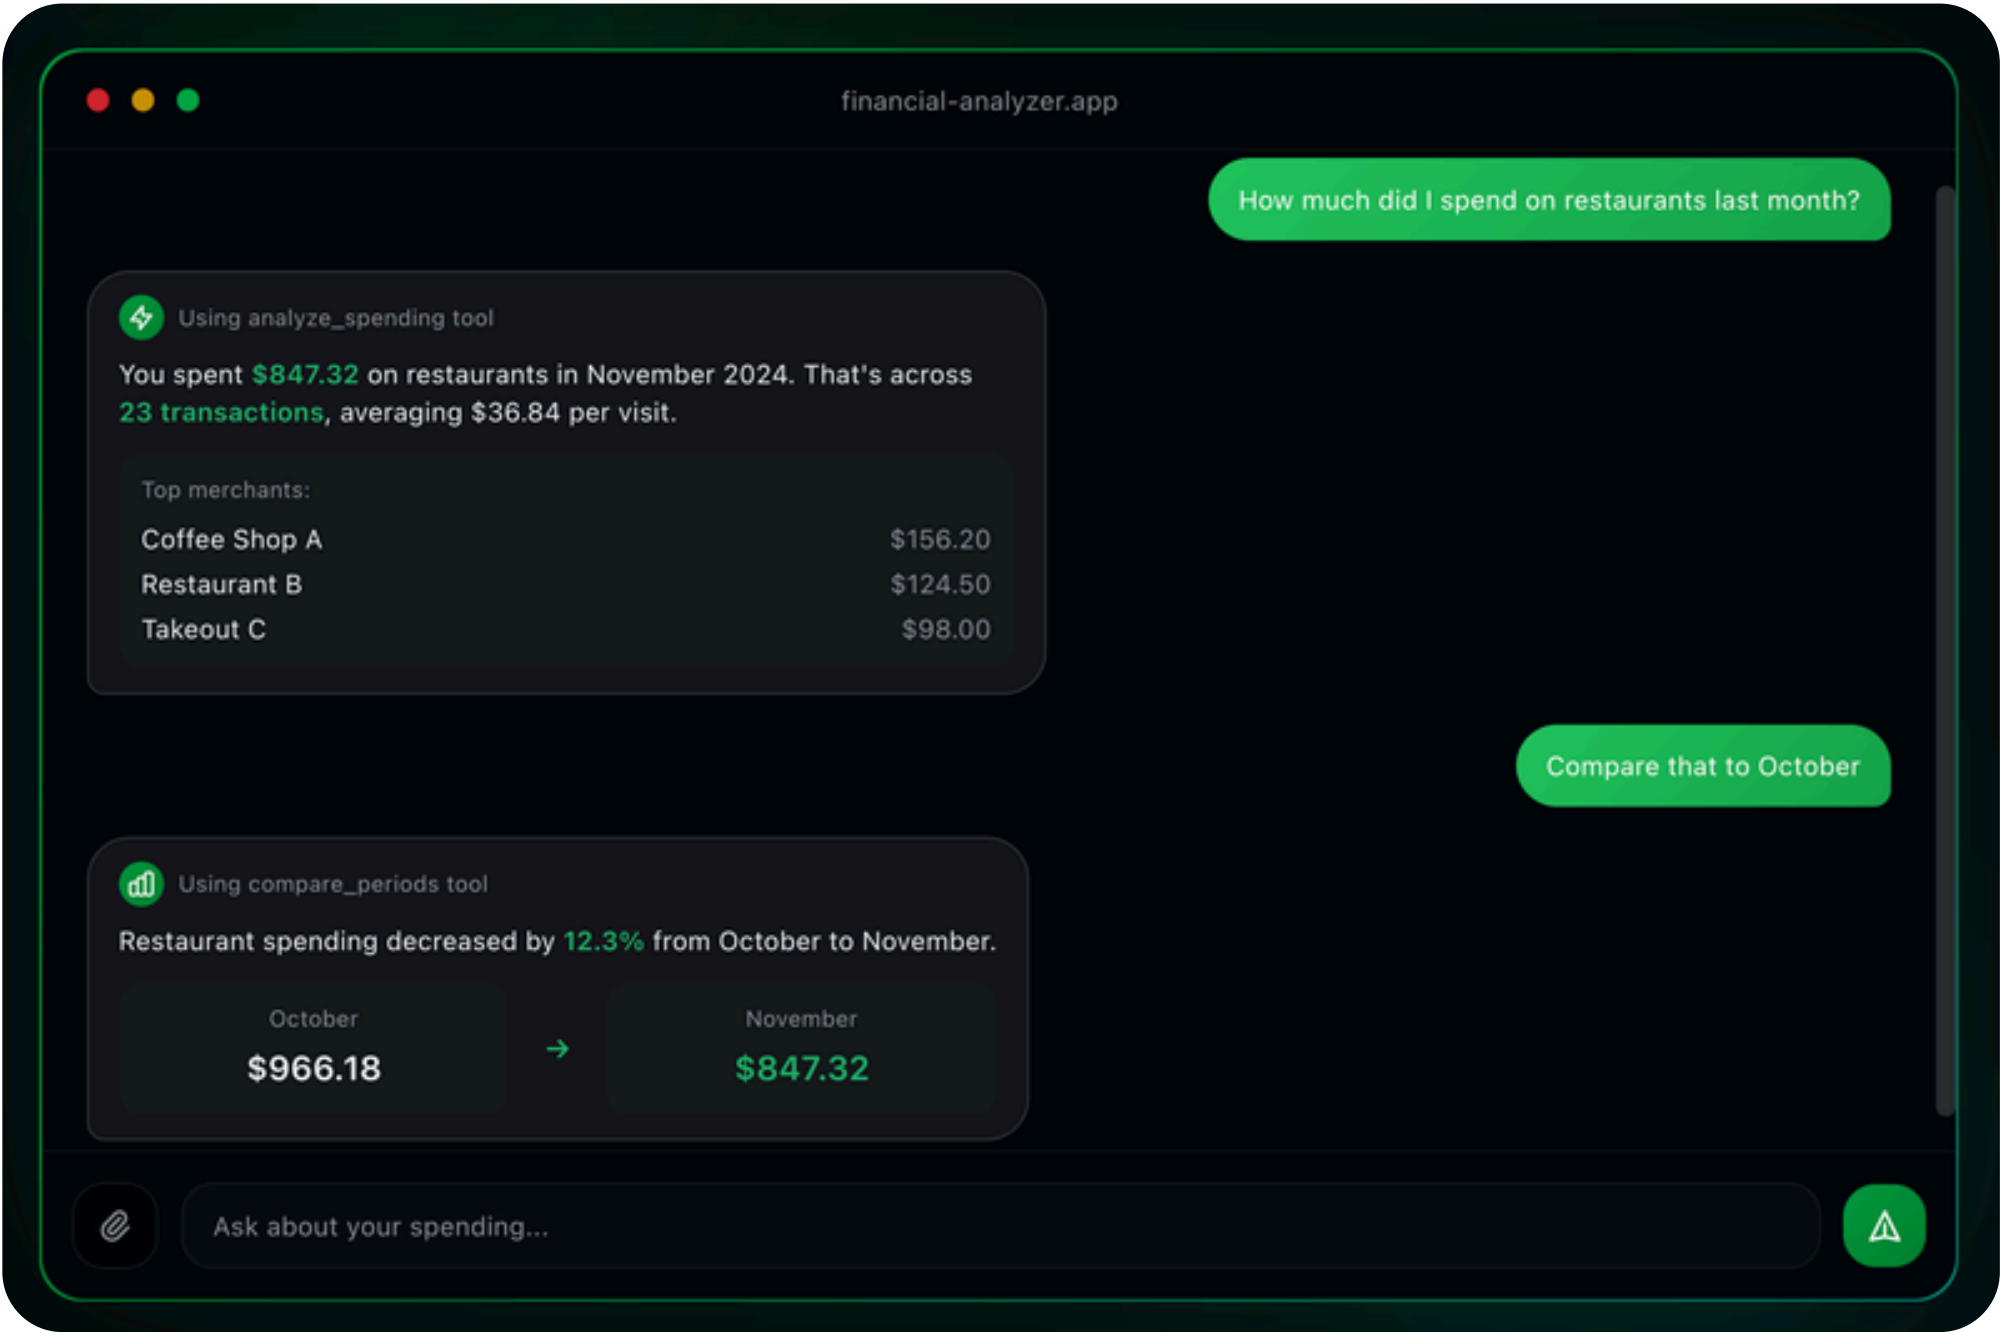 financial-analyzer.app
How much did I spend on restaurants last month?
Using analyze_spending tool
You spent $847.32 on restaurants in November 2024. That's across
23 transactions, averaging $36.84 per visit.
Top merchants:
Coffee Shop A $156.20
Restaurant B $124.50
Takeout C $98.00
Compare that to October
Using compare_periods tool
Restaurant spending decreased by 12.3% from October to November.
October
$966.18
→
November
$847.32
Ask about your spending...